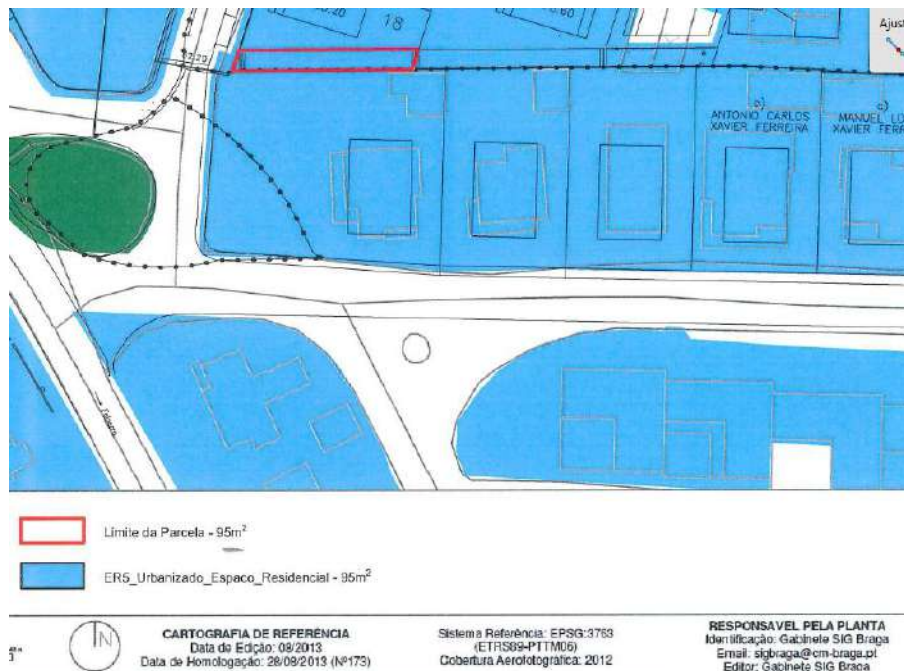 18
Ajust
b)
ANTONIO CARLOS
XAVIER FERREIRA
c)
MANUEL LO
XAVIER FERR
Limite da Parcela - 95m²
ER5_Urbanizado_Espaco_Residencial - 95m²
N
CARTOGRAFIA DE REFERÊNCIA
Data de Edição: 08/2013
Data de Homologação: 28/08/2013 (Nº173)
Sistema Referência: EPSG:3763
(ETRS89-PTTM06)
Cobertura Aerofotográfica: 2012
RESPONSAVEL PELA PLANTA
Identificação: Gabinete SIG Braga
Email: sigbraga@cm-braga.pt
Editor: Gabinete SIG Braga